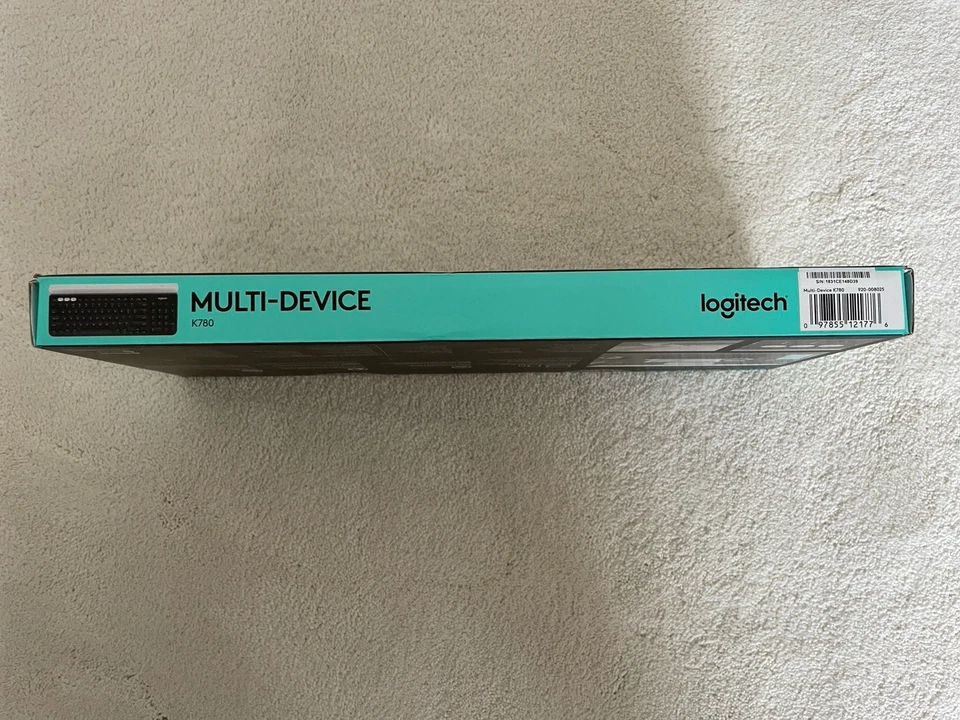 MULTI-DEVICE
K780
logitech
S/N: 1831CE148D39
Multi-Device K780 920-008025
0 97855 12177 6